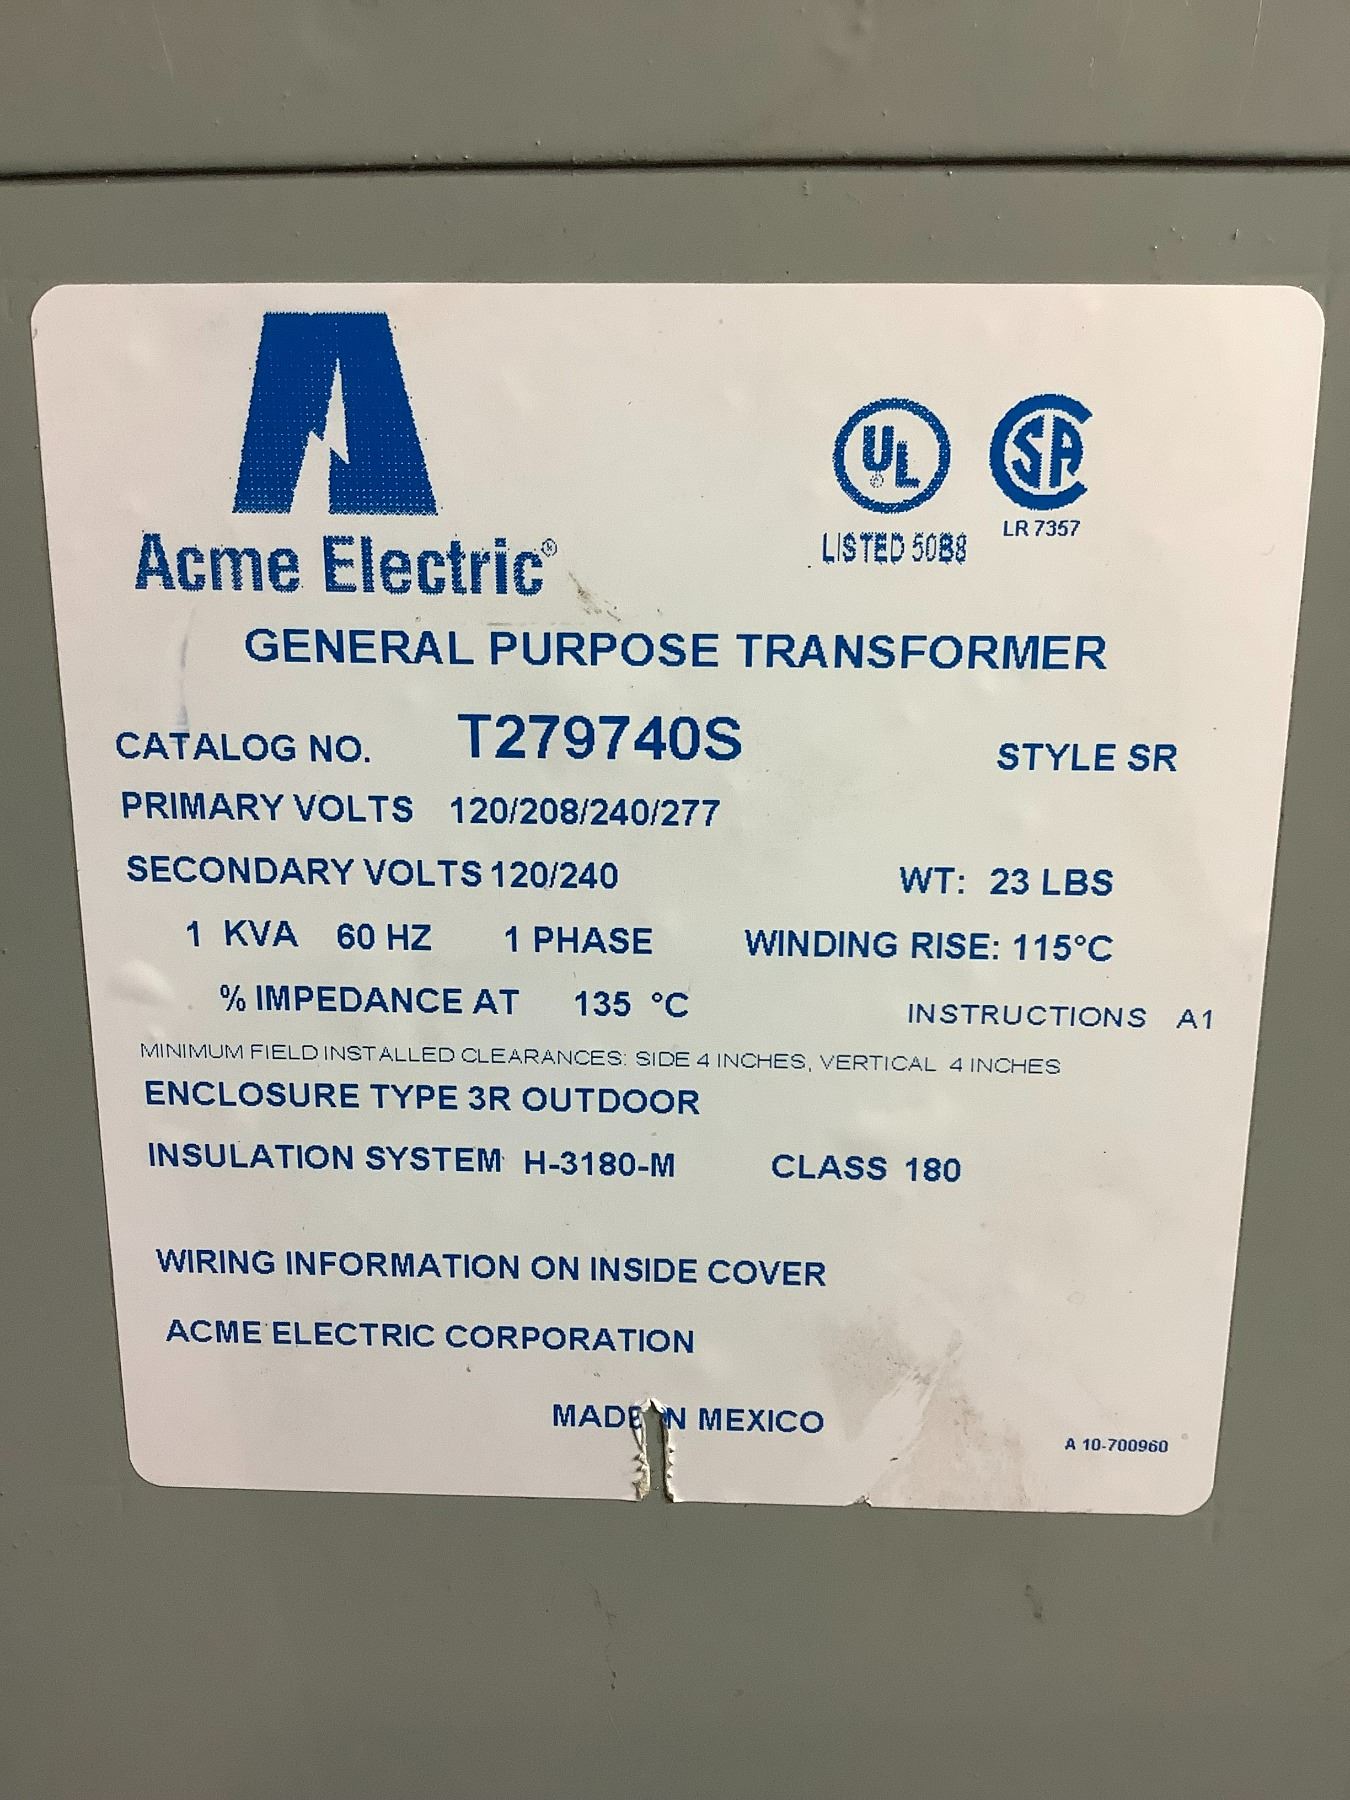 Acme Electric®
UL ®
LISTED 50B8
CSA
LR 7357
GENERAL PURPOSE TRANSFORMER
CATALOG NO. T279740S STYLE SR
PRIMARY VOLTS 120/208/240/277
SECONDARY VOLTS 120/240 WT: 23 LBS
1 KVA 60 HZ 1 PHASE WINDING RISE: 115°C
% IMPEDANCE AT 135 °C INSTRUCTIONS A1
MINIMUM FIELD INSTALLED CLEARANCES: SIDE 4 INCHES, VERTICAL 4 INCHES
ENCLOSURE TYPE 3R OUTDOOR
INSULATION SYSTEM H-3180-M CLASS 180
WIRING INFORMATION ON INSIDE COVER
ACME ELECTRIC CORPORATION
MADE N MEXICO
A 10-700960